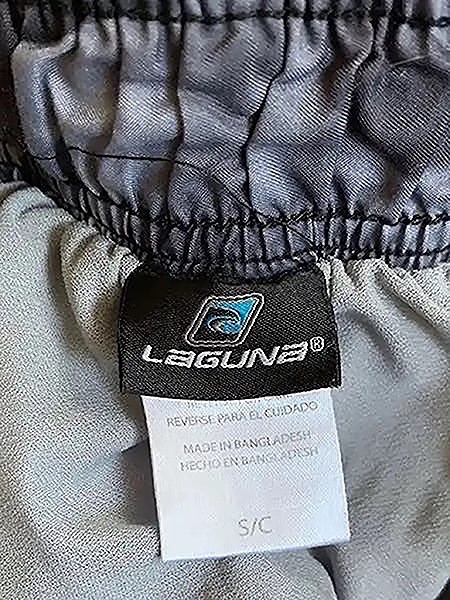 LAGUNA®
REVERSE PARA EL CUIDADO
MADE IN BANGLADESH
HECHO EN BANGLADESH
S/C